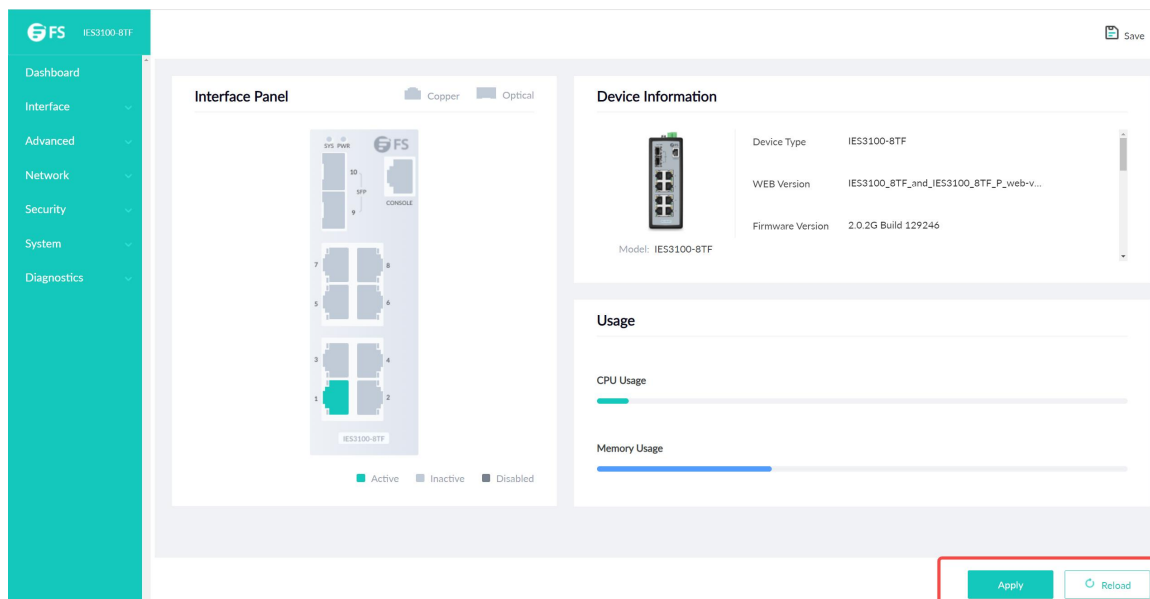 FS IES3100-8TF
Save
Dashboard
Interface
Advanced
Network
Security
System
Diagnostics
Interface Panel
Copper Optical
SYS PWR FS
10
SFP
9
CONSOLE
7 8
5 6
3 4
1 2
IES3100-8TF
Active Inactive Disabled
Device Information
Model: IES3100-8TF
Device Type IES3100-8TF
WEB Version IES3100_8TF_and_IES3100_8TF_P_web-v...
Firmware Version 2.0.2G Build 129246
Usage
CPU Usage
Memory Usage
Apply Reload